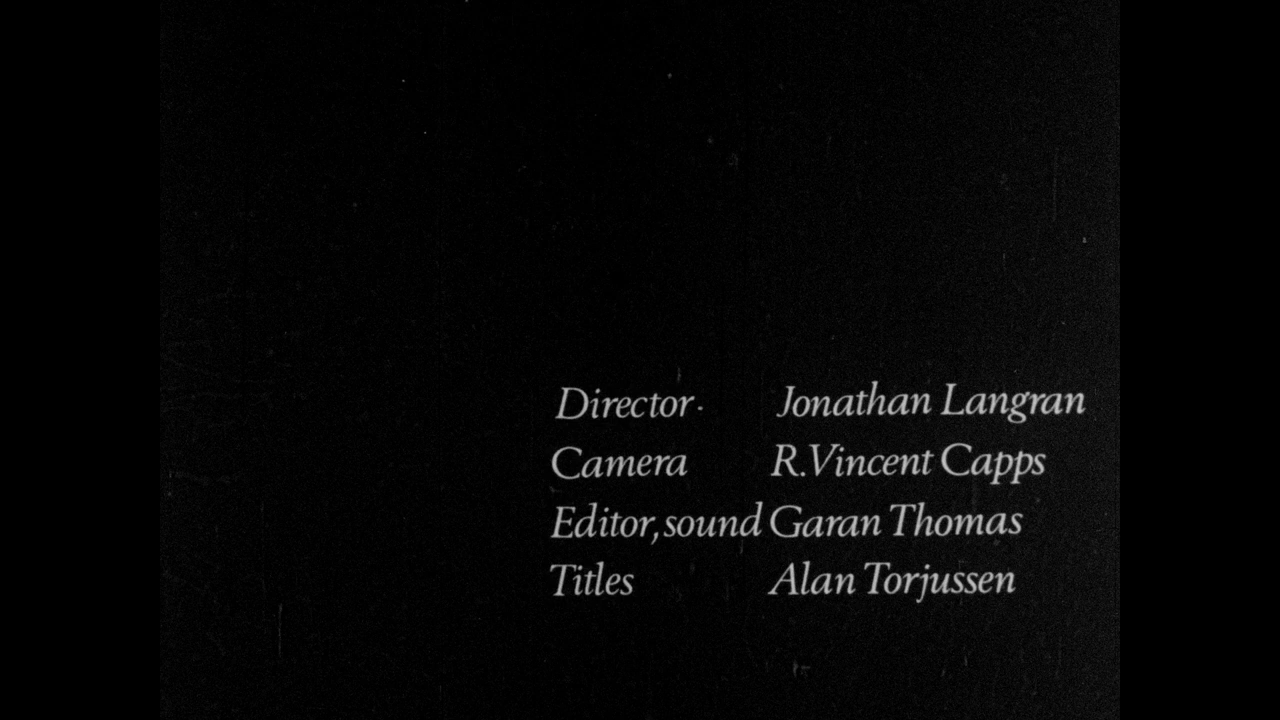 Director Jonathan Langran
Camera R.Vincent Capps
Editor,sound Garan Thomas
Titles Alan Torjussen